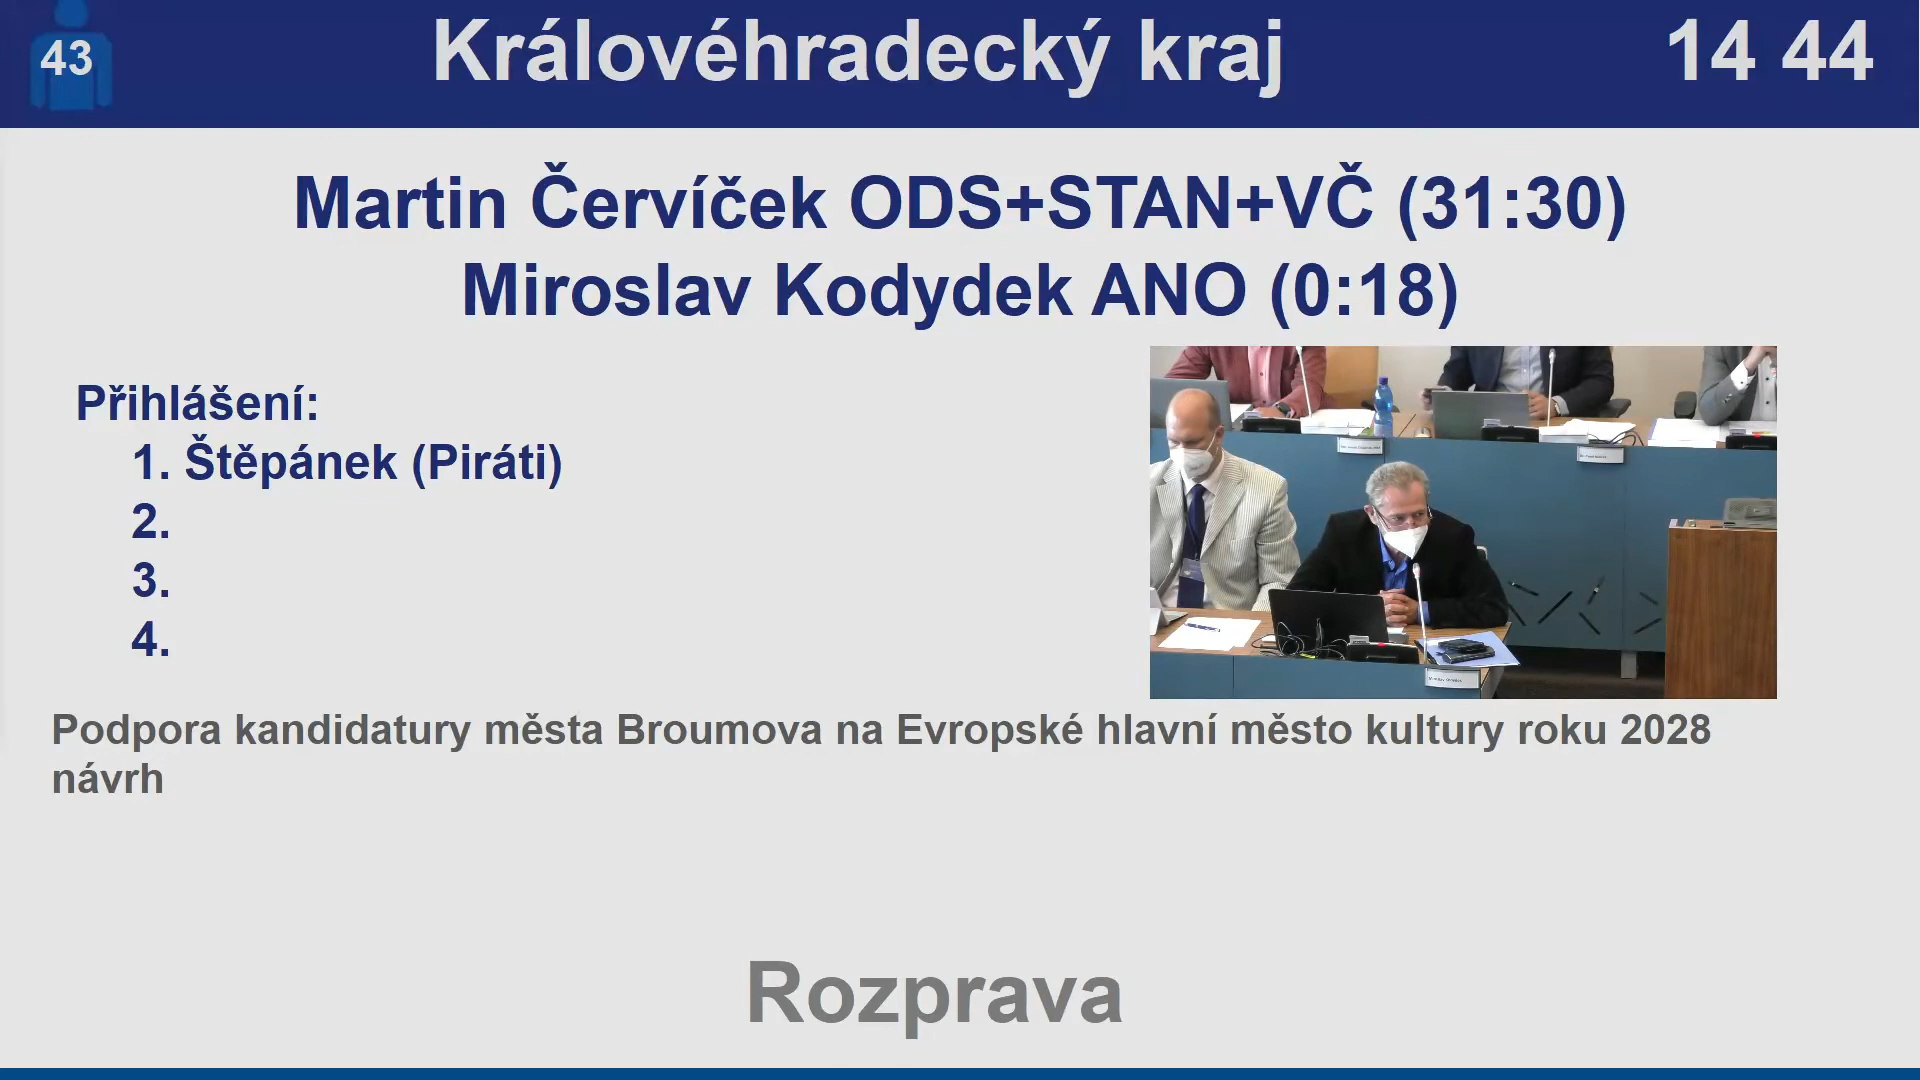 43
Královéhradecký kraj
14 44
Martin Červíček ODS+STAN+VČ (31:30)
Miroslav Kodydek ANO (0:18)
Přihlášení:
1. Štěpánek (Piráti)
2.
3.
4.
Podpora kandidatury města Broumova na Evropské hlavní město kultury roku 2028
návrh
Rozprava